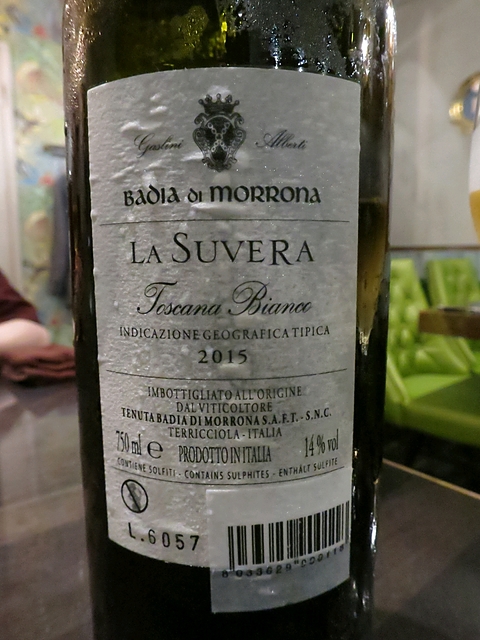 Gaslini Alberti
BADIA di MORRONA
LA SUVERA
Toscana Bianco
INDICAZIONE GEOGRAFICA TIPICA
2015
IMBOTTIGLIATO ALL'ORIGINE
DAL VITICOLTORE
TENUTA BADIA DI MORRONA S.A.F.T. - S.N.C.
TERRICCIOLA - ITALIA
750 ml e PRODOTTO IN ITALIA 14 % vol
CONTIENE SOLFITI - CONTAINS SULPHITES - ENTHÄLT SULFITE
L.6057